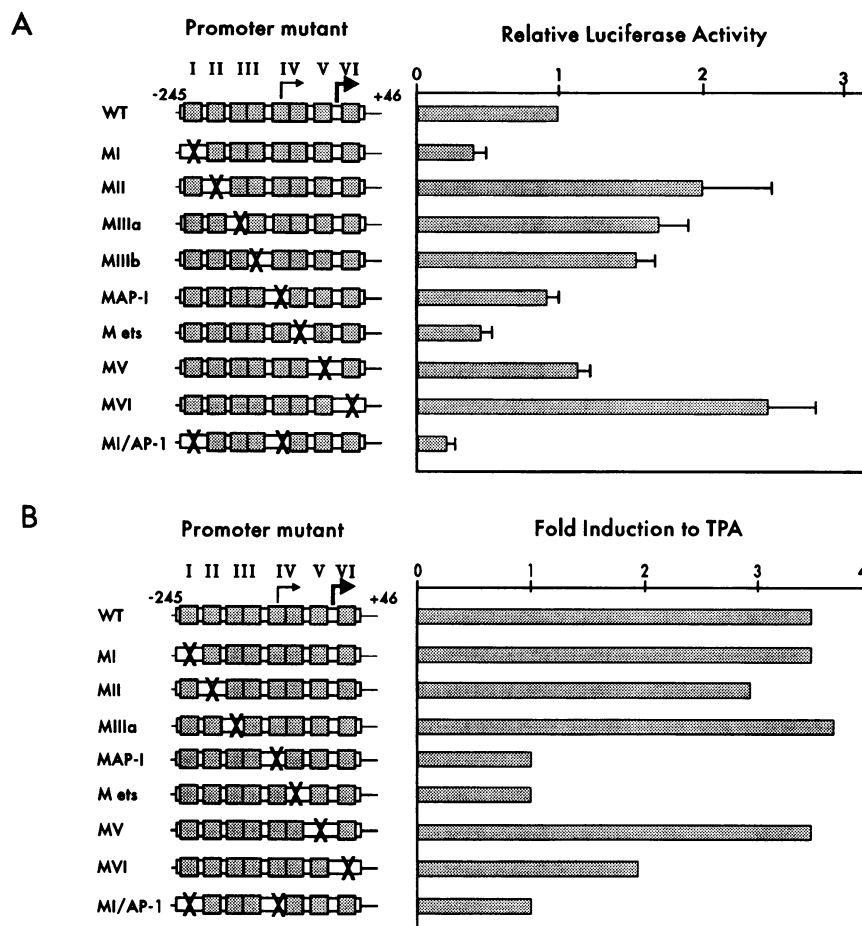 A
Promoter mutant
Relative Luciferase Activity
I II III IV V VI
0 1 2 3
-245 +46
WT
MI
MII
MIIIa
MIIIb
MAP-I
M ets
MV
MVI
MI/AP-1
B
Promoter mutant
Fold Induction to TPA
I II III IV V VI
0 1 2 3 4
-245 +46
WT
MI
MII
MIIIa
MAP-I
M ets
MV
MVI
MI/AP-1